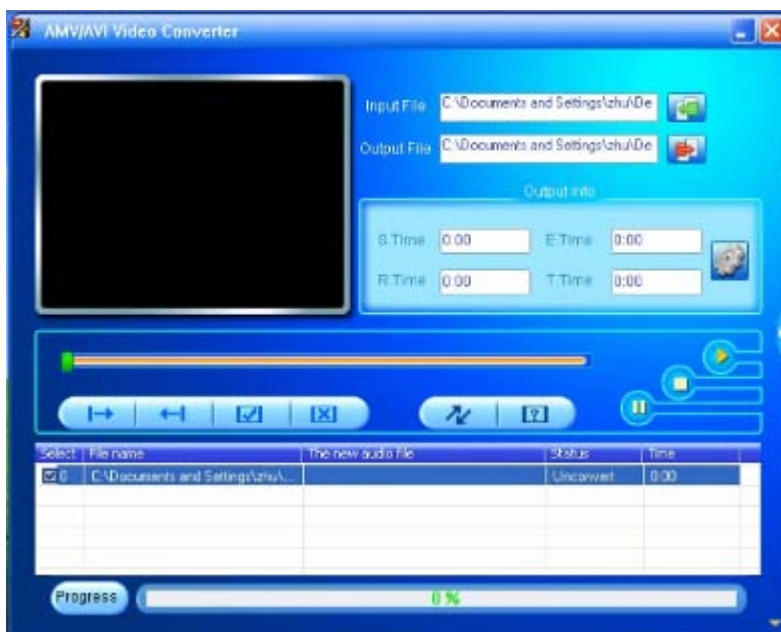 AMV/AVI Video Converter
Input File C:\Documents and Settings\zhu\De
Output File C:\Documents and Settings\zhu\De
Output Info
S.Time 0:00 E.Time 0:00
R.Time 0:00 T.Time 0:00
Select File name The new audio file Status Time
0 C:\Documents and Settings\zhu\... Unconvert 0:00
Progress 0 %